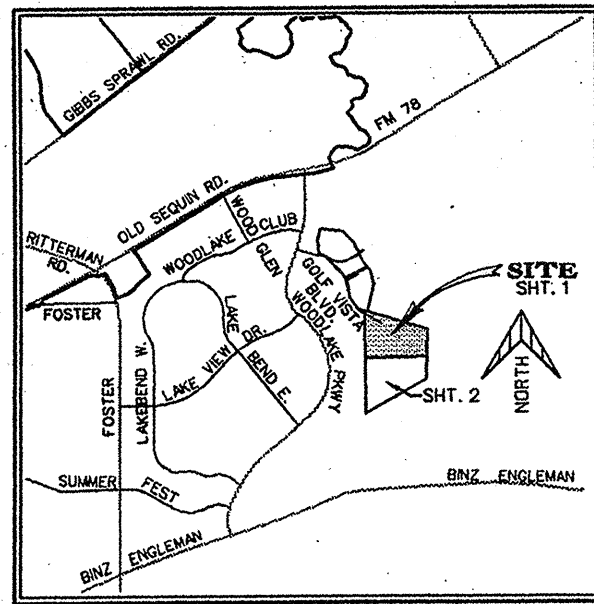 GIBBS SPRAWL RD.
FM 78
OLD SEQUIN RD.
RITTERMAN
RD.
WOOD
GLEN
WOODLAKE CLUB
FOSTER
GOLF VISTA
BLVD.
WOODLAKE PKWY
SITE
SHT. 1
NORTH
SHT. 2
LAKE
BEND E.
LAKE VIEW DR.
LAKEBEND W.
FOSTER
SUMMER
FEST
BINZ ENGLEMAN
BINZ ENGLEMAN